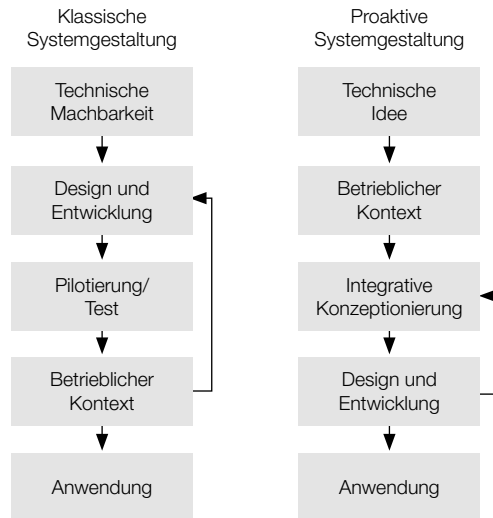 Klassische
Systemgestaltung
Technische
Machbarkeit
Design und
Entwicklung
Pilotierung/
Test
Betrieblicher
Kontext
Anwendung
Proaktive
Systemgestaltung
Technische
Idee
Betrieblicher
Kontext
Integrative
Konzeptionierung
Design und
Entwicklung
Anwendung